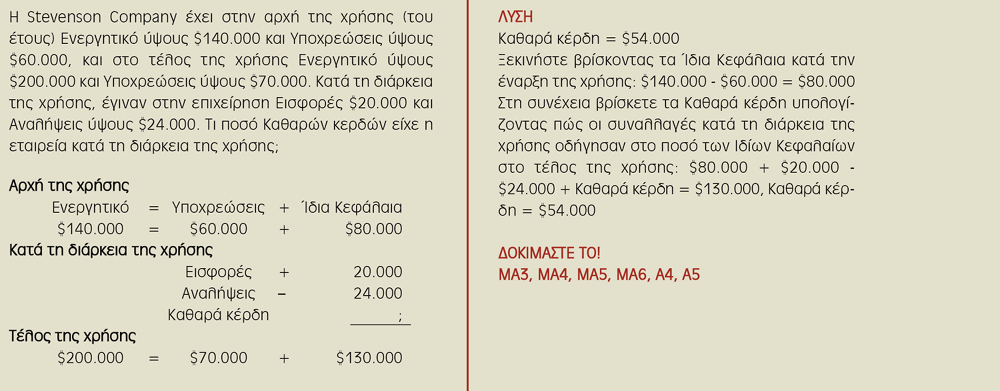 Η Stevenson Company έχει στην αρχή της χρήσης (του
έτους) Ενεργητικό ύψους $140.000 και Υποχρεώσεις ύψους
$60.000, και στο τέλος της χρήσης Ενεργητικό ύψους
$200.000 και Υποχρεώσεις ύψους $70.000. Κατά τη διάρκεια
της χρήσης, έγιναν στην επιχείρηση Εισφορές $20.000 και
Αναλήψεις ύψους $24.000. Τι ποσό Καθαρών κερδών είχε η
εταιρεία κατά τη διάρκεια της χρήσης;
Αρχή της χρήσης
Ενεργητικό = Υποχρεώσεις + Ίδια Κεφάλαια
$140.000 = $60.000 + $80.000
Κατά τη διάρκεια της χρήσης
Εισφορές + 20.000
Αναλήψεις – 24.000
Καθαρά κέρδη ;
Τέλος της χρήσης
$200.000 = $70.000 + $130.000
ΛΥΣΗ
Καθαρά κέρδη = $54.000
Ξεκινήστε βρίσκοντας τα Ίδια Κεφάλαια κατά την
έναρξη της χρήσης: $140.000 - $60.000 = $80.000
Στη συνέχεια βρίσκετε τα Καθαρά κέρδη υπολογί-
ζοντας πώς οι συναλλαγές κατά τη διάρκεια της
χρήσης οδήγησαν στο ποσό των Ιδίων Κεφαλαίων
στο τέλος της χρήσης: $80.000 + $20.000 -
$24.000 + Καθαρά κέρδη = $130.000, Καθαρά κέρ-
δη = $54.000
ΔΟΚΙΜΑΣΤΕ ΤΟ!
ΜΑ3, ΜΑ4, ΜΑ5, ΜΑ6, Α4, Α5